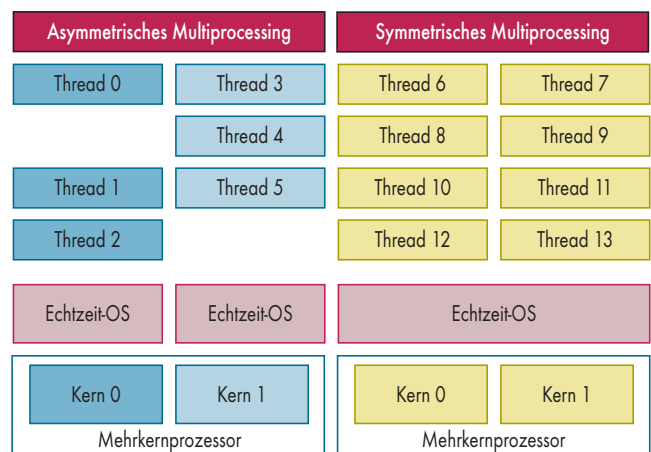 Asymmetrisches Multiprocessing
Symmetrisches Multiprocessing
Thread 0
Thread 3
Thread 6
Thread 7
Thread 4
Thread 8
Thread 9
Thread 1
Thread 5
Thread 10
Thread 11
Thread 2
Thread 12
Thread 13
Echtzeit-OS
Echtzeit-OS
Echtzeit-OS
Kern 0
Kern 1
Kern 0
Kern 1
Mehrkernprozessor
Mehrkernprozessor